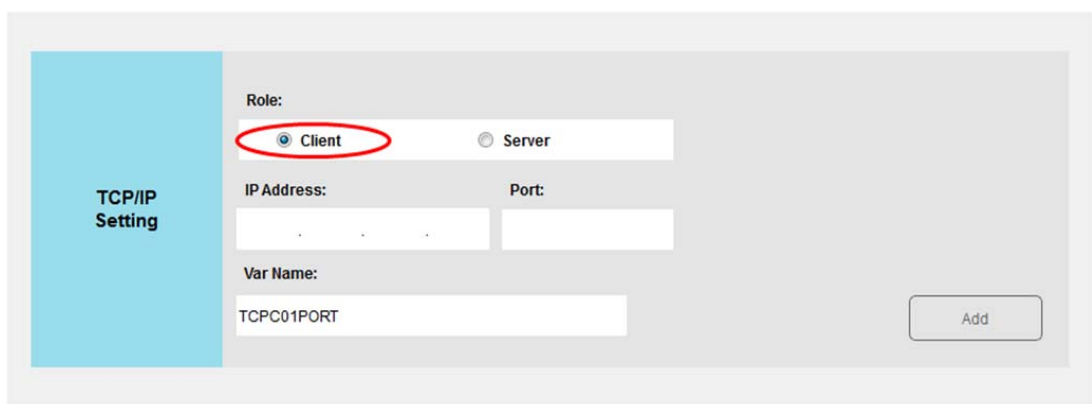 Role:
Client Server
TCP/IP
Setting
IP Address: Port:
. . .
Var Name:
TCPC01PORT
Add